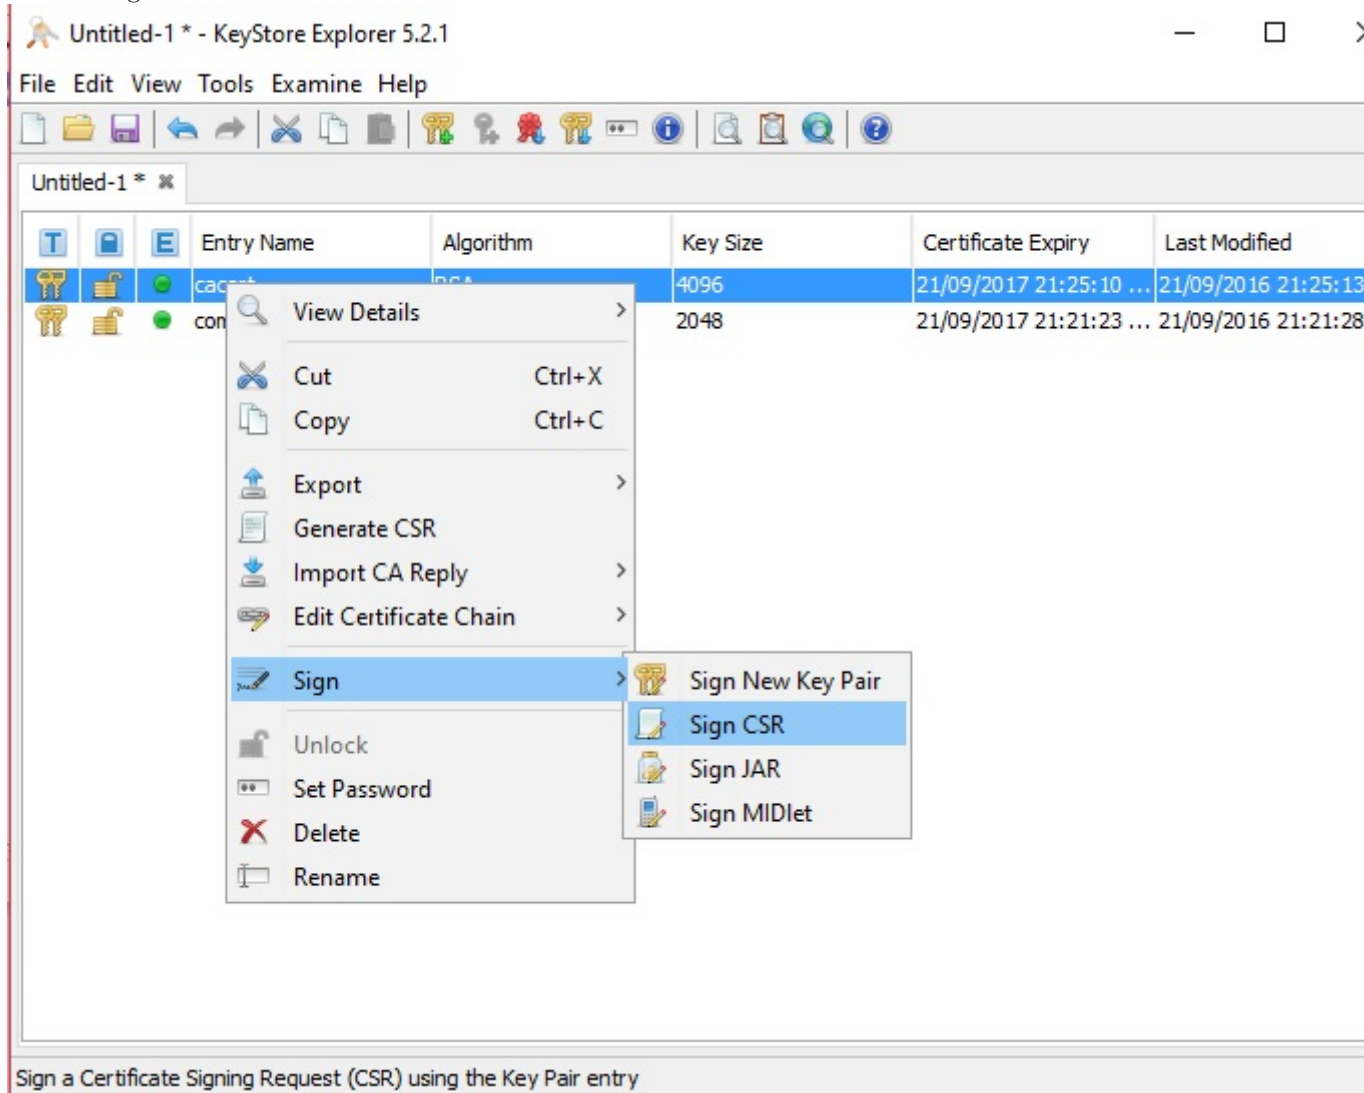 Untitled-1 * - KeyStore Explorer 5.2.1
File Edit View Tools Examine Help
Untitled-1 *
T E Entry Name Algorithm Key Size Certificate Expiry Last Modified
4096 21/09/2017 21:25:10 ... 21/09/2016 21:25:13
2048 21/09/2017 21:21:23 ... 21/09/2016 21:21:28
View Details
Cut Ctrl+X
Copy Ctrl+C
Export
Generate CSR
Import CA Reply
Edit Certificate Chain
Sign
Unlock
Set Password
Delete
Rename
Sign New Key Pair
Sign CSR
Sign JAR
Sign MIDlet
Sign a Certificate Signing Request (CSR) using the Key Pair entry